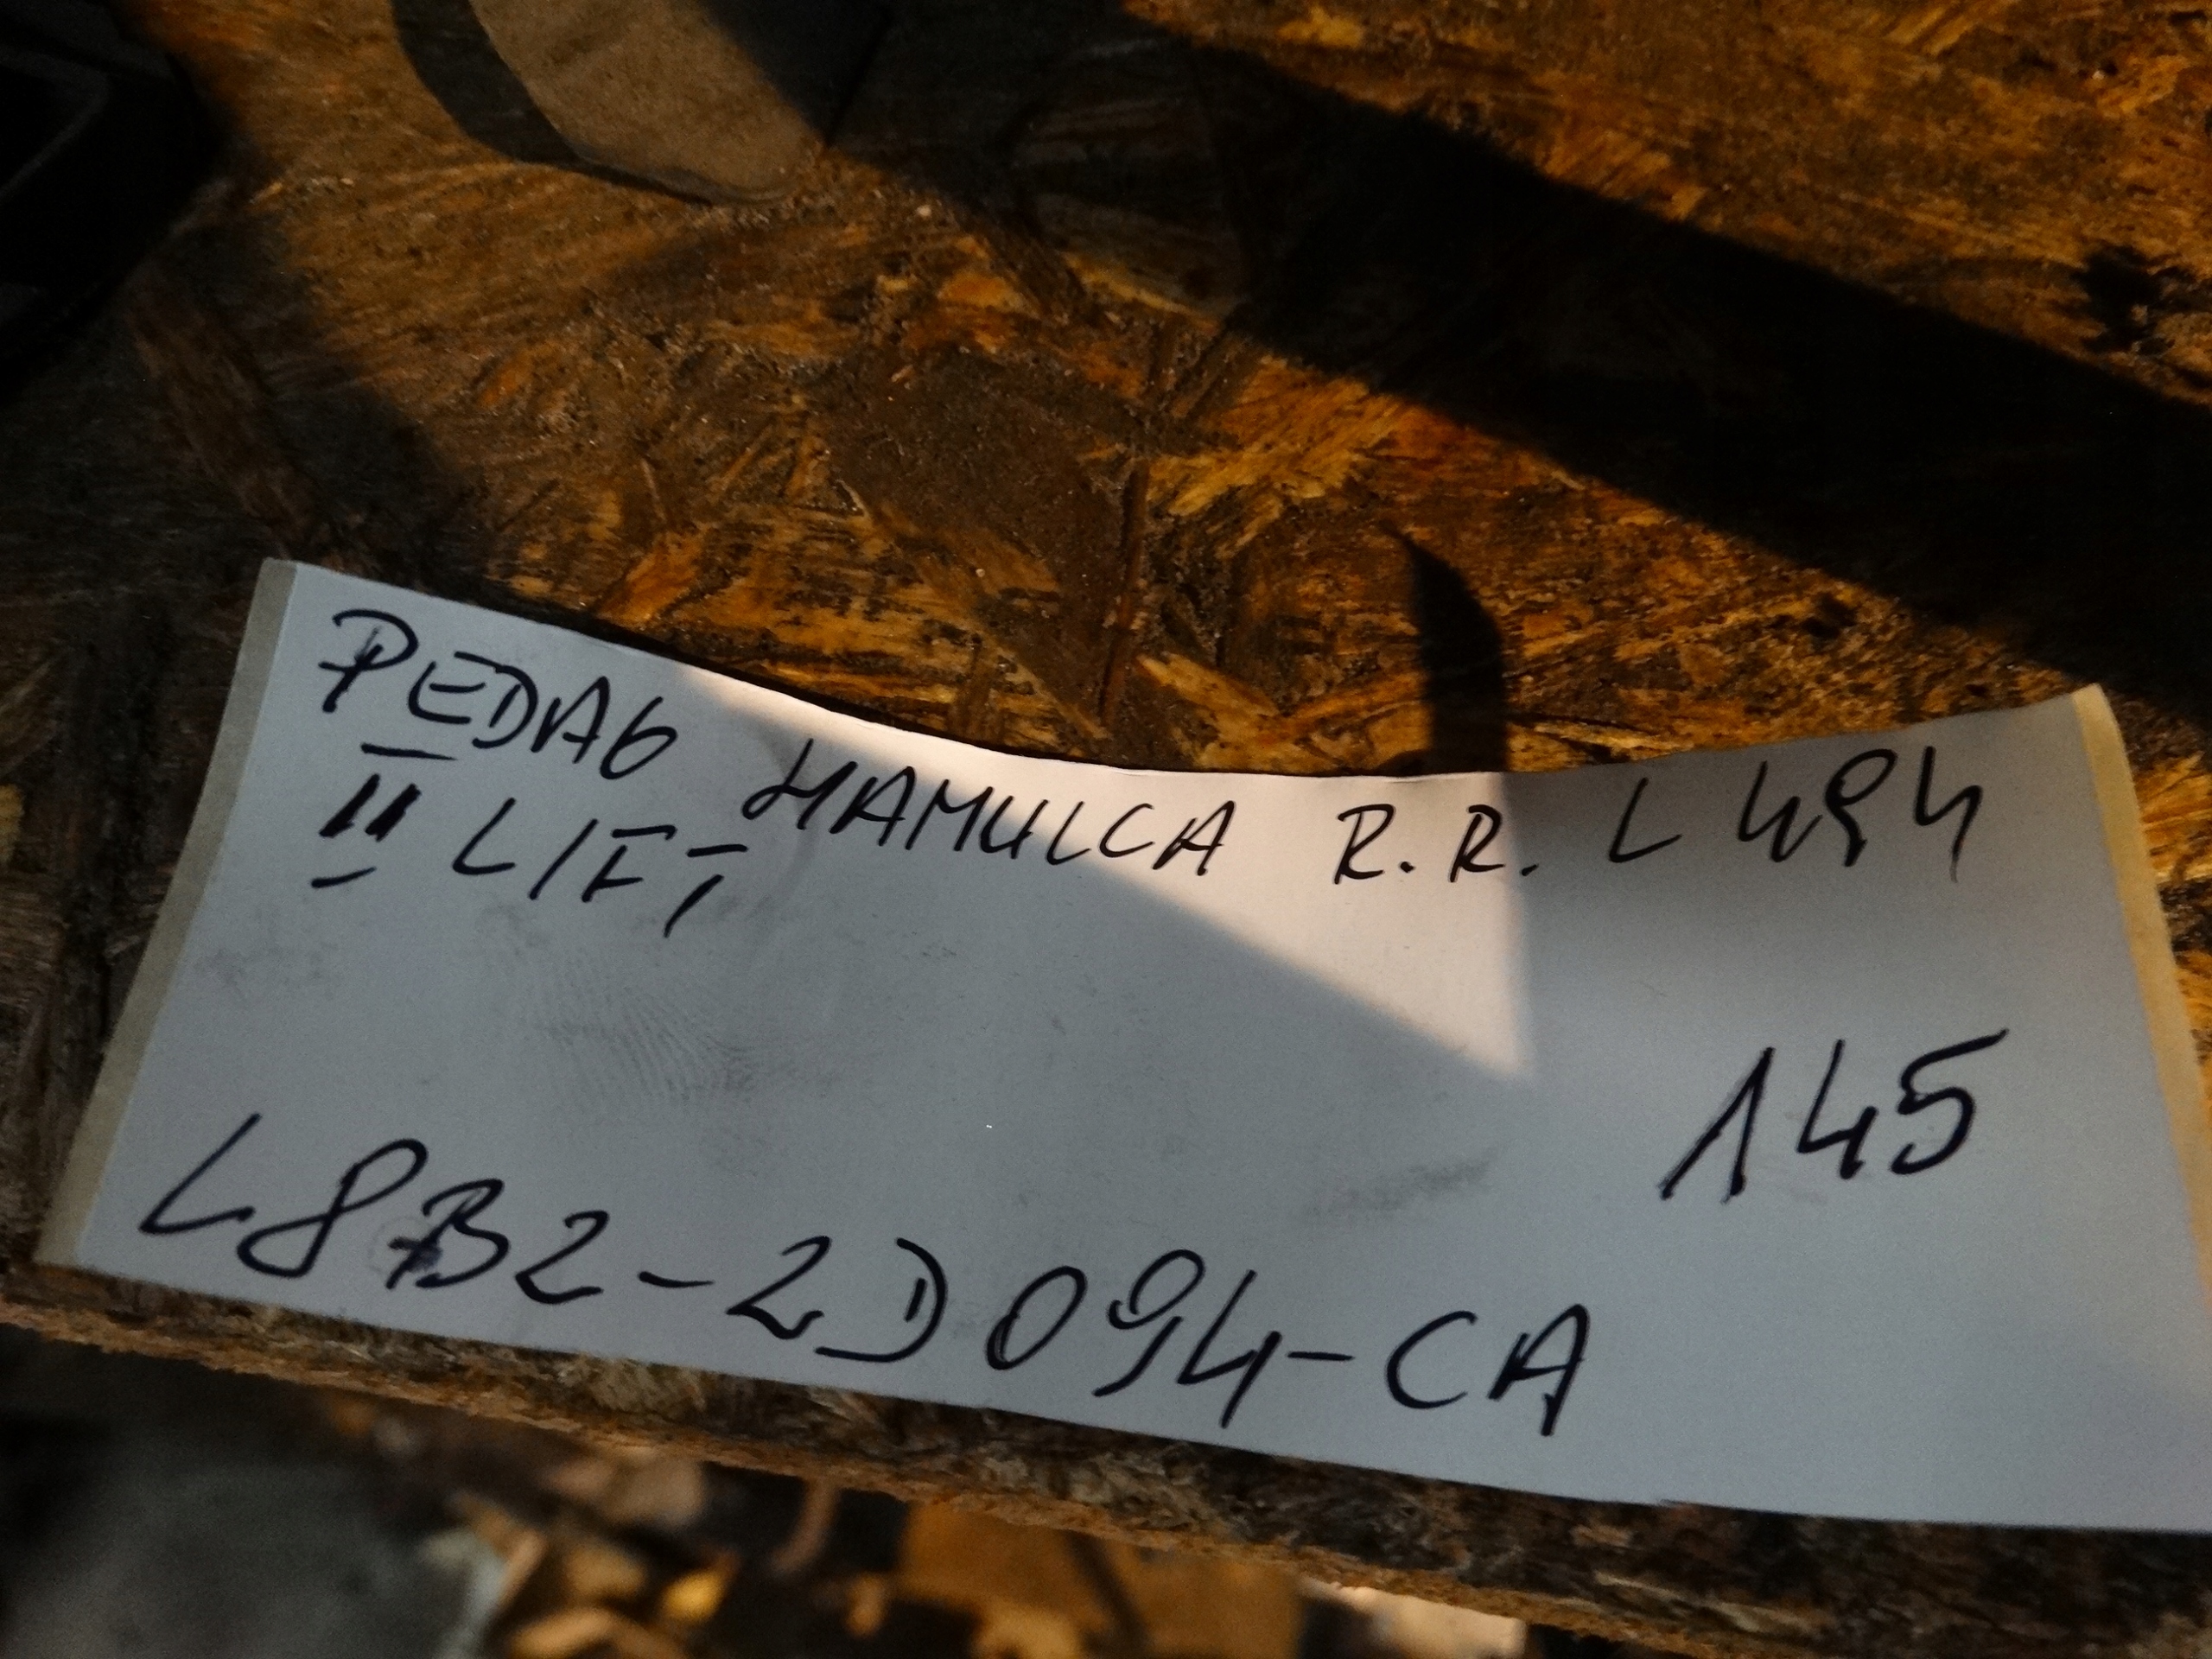 PEDAŁ HAMULCA R.R. L494
II LIFT
145
L8B2-2D094-CA